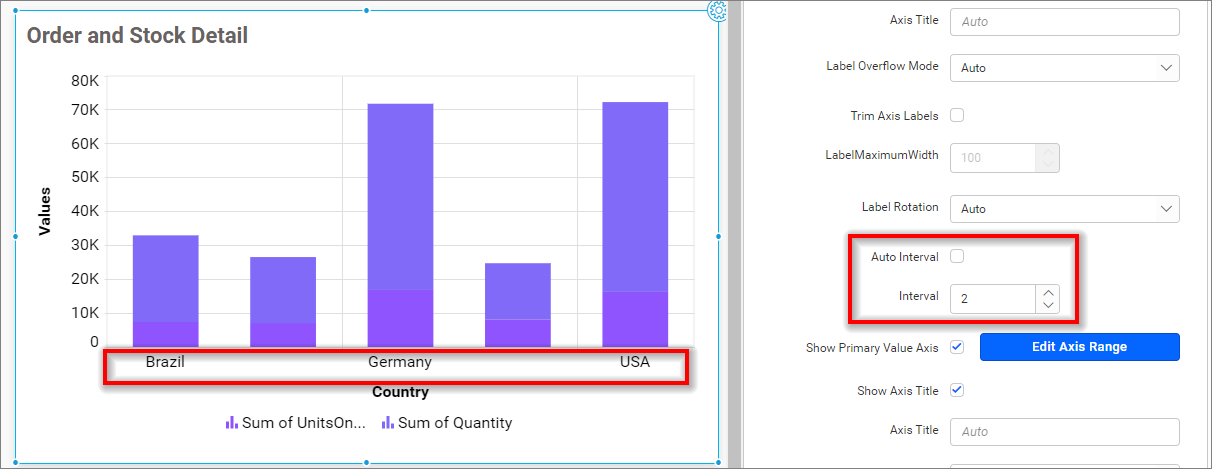 Order and Stock Detail
80K
70K
60K
50K
40K
30K
20K
10K
0
Values
Brazil Germany USA
Country
Sum of UnitsOn... Sum of Quantity
Axis Title Auto
Label Overflow Mode Auto
Trim Axis Labels
LabelMaximumWidth 100
Label Rotation Auto
Auto Interval
Interval 2
Show Primary Value Axis Edit Axis Range
Show Axis Title
Axis Title Auto